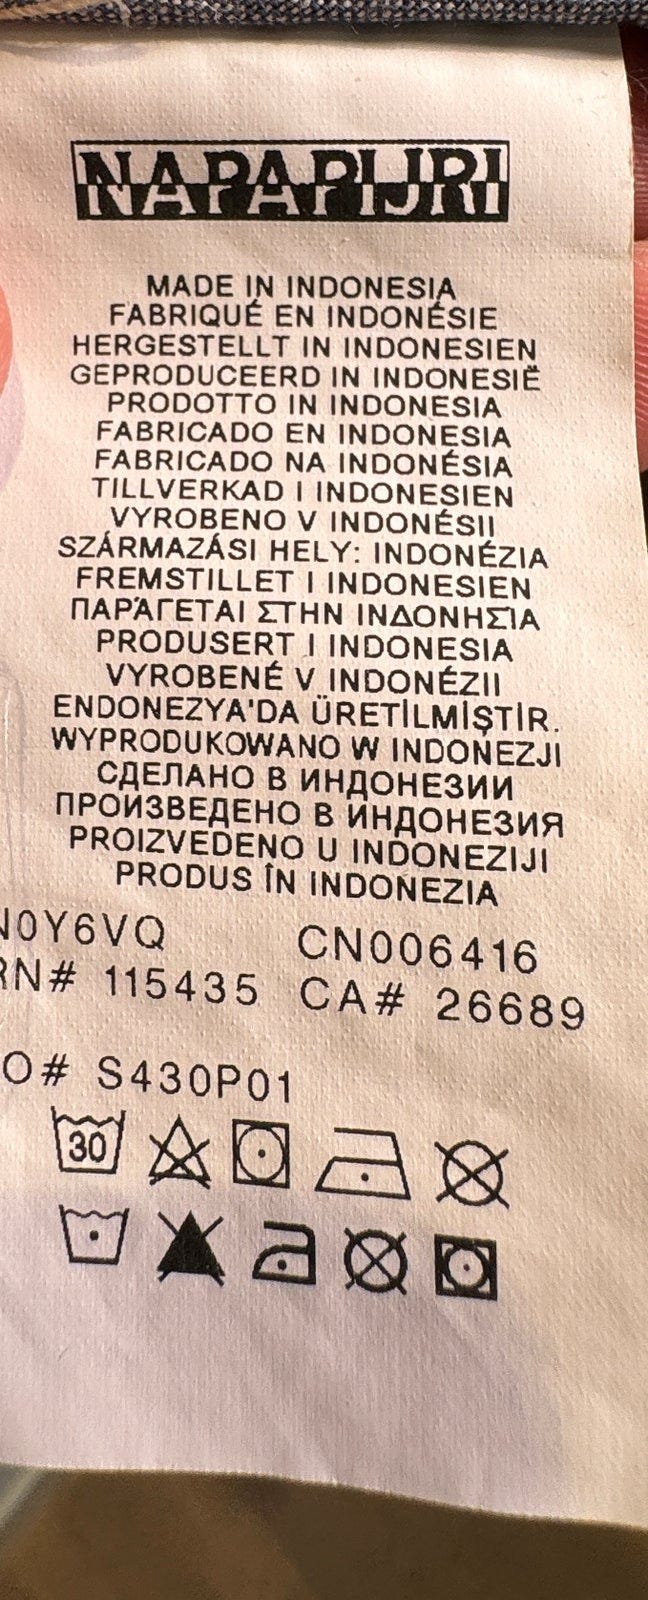 NAPAPIJRI
MADE IN INDONESIA
FABRIQUÉ EN INDONÉSIE
HERGESTELLT IN INDONESIEN
GEPRODUCEERD IN INDONESIË
PRODOTTO IN INDONESIA
FABRICADO EN INDONESIA
FABRICADO NA INDONÉSIA
TILLVERKAD I INDONESIEN
VYROBENO V INDONÉSII
SZÁRMAZÁSI HELY: INDONÉZIA
FREMSTILLET I INDONESIEN
ΠΑΡΆΓΕΤΑΙ ΣΤΗΝ ΙΝΔΟΝΗΣΊΑ
PRODUSERT I INDONESIA
VYROBENÉ V INDONÉZII
ENDONEZYA'DA ÜRETİLMİŞTİR.
WYPRODUKOWANO W INDONEZJI
СДЕЛАНО В ИНДОНЕЗИИ
ПРОИЗВЕДЕНО В ИНДОНЕЗИЯ
PROIZVEDENO U INDONEZIJI
PRODUS ÎN INDONEZIA
N0Y6VQ CN006416
RN# 115435 CA# 26689
O# S430P01
30